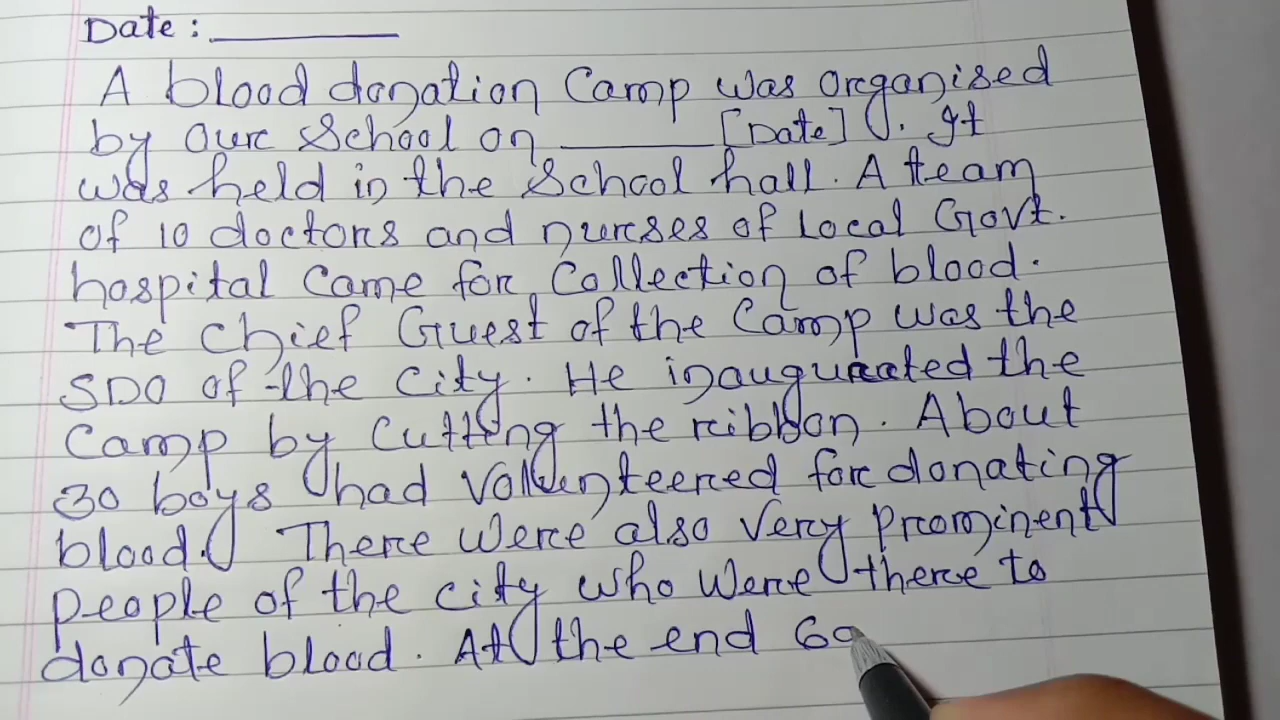 Date : ________
A blood donation Camp was organised
by our School on ________ [Date]. It
was held in the School hall. A team
of 10 doctors and nurses of Local Govt.
hospital Came for Collection of blood.
The Chief Guest of the Camp was the
SDO of the City. He inaugurated the
Camp by Cutting the ribbon. About
30 boys had Vollunteered for donating
blood. There were also Very prominent
people of the city who were there to
donate blood. At the end 60